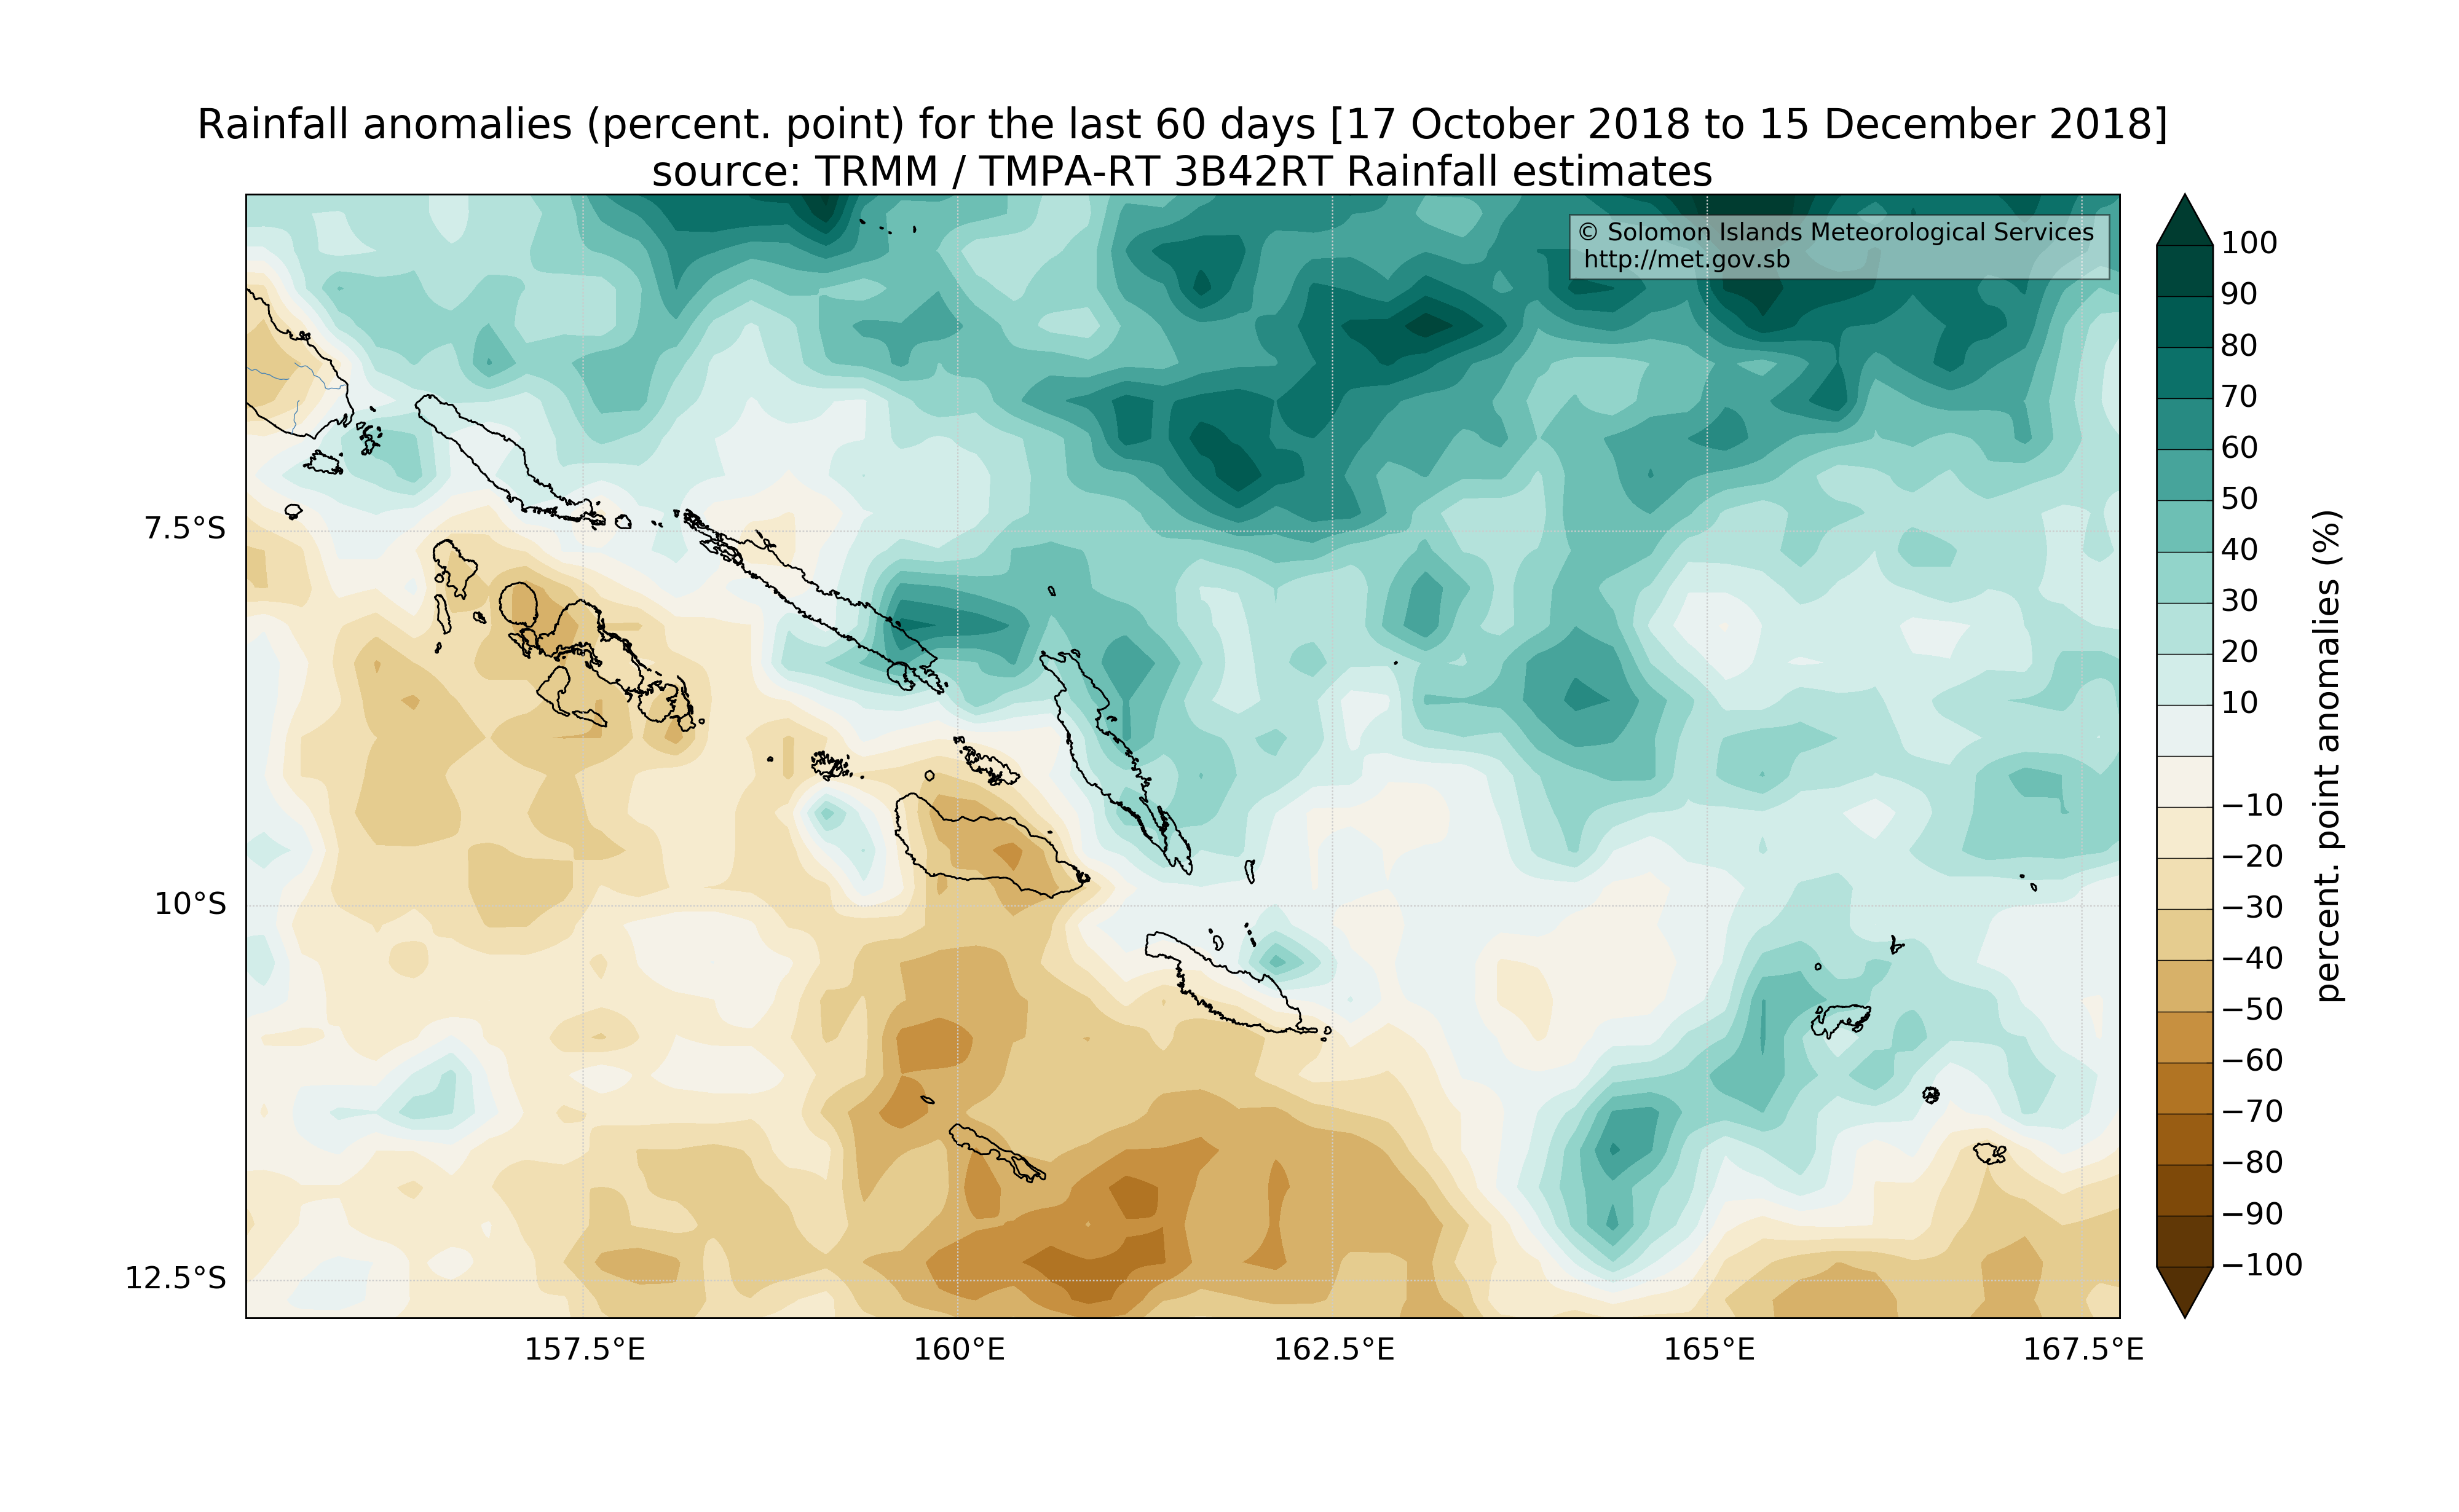 Rainfall anomalies (percent. point) for the last 60 days [17 October 2018 to 15 December 2018]
source: TRMM / TMPA-RT 3B42RT Rainfall estimates
© Solomon Islands Meteorological Services
http://met.gov.sb
7.5°S
10°S
12.5°S
157.5°E
160°E
162.5°E
165°E
167.5°E
100
90
80
70
60
50
40
30
20
10
−10
−20
−30
−40
−50
−60
−70
−80
−90
−100
percent. point anomalies (%)